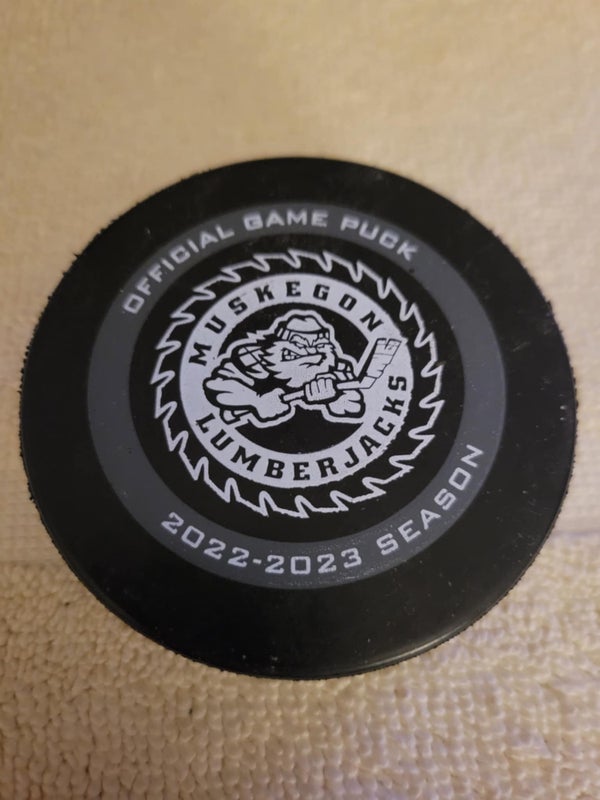 OFFICIAL GAME PUCK
MUSKEGON
LUMBERJACKS
2022-2023 SEASON